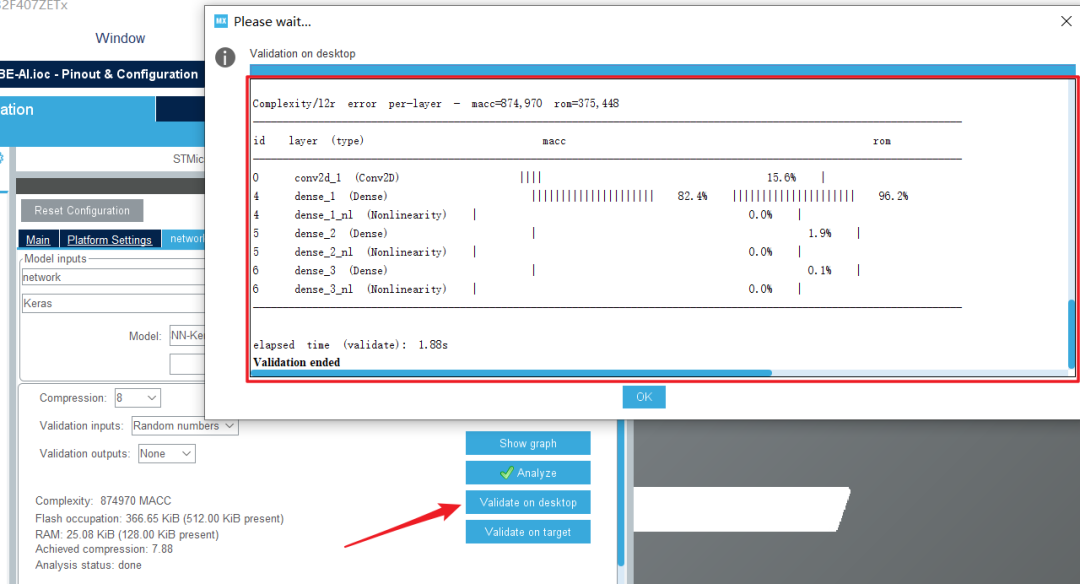 2F407ZETx
Window
BE-AI.ioc - Pinout & Configuration
ation
STMic
Reset Configuration
Main Platform Settings network
Model inputs
network
Keras
Model: NN-Ker
Compression: 8
Validation inputs: Random numbers
Validation outputs: None
Complexity: 874970 MACC
Flash occupation: 366.65 KiB (512.00 KiB present)
RAM: 25.08 KiB (128.00 KiB present)
Achieved compression: 7.88
Analysis status: done
Show graph
Analyze
Validate on desktop
Validate on target
MX Please wait...
Validation on desktop
Complexity/l2r error per-layer - macc=874,970 rom=375,448
id layer (type) macc rom
0 conv2d_1 (Conv2D) |||| 15.6% |
4 dense_1 (Dense) ||||||||||||||||||||| 82.4% ||||||||||||||||||||| 96.2%
4 dense_1_nl (Nonlinearity) | 0.0% |
5 dense_2 (Dense) | 1.9% |
5 dense_2_nl (Nonlinearity) | 0.0% |
6 dense_3 (Dense) | 0.1% |
6 dense_3_nl (Nonlinearity) | 0.0% |
elapsed time (validate): 1.88s
Validation ended
OK